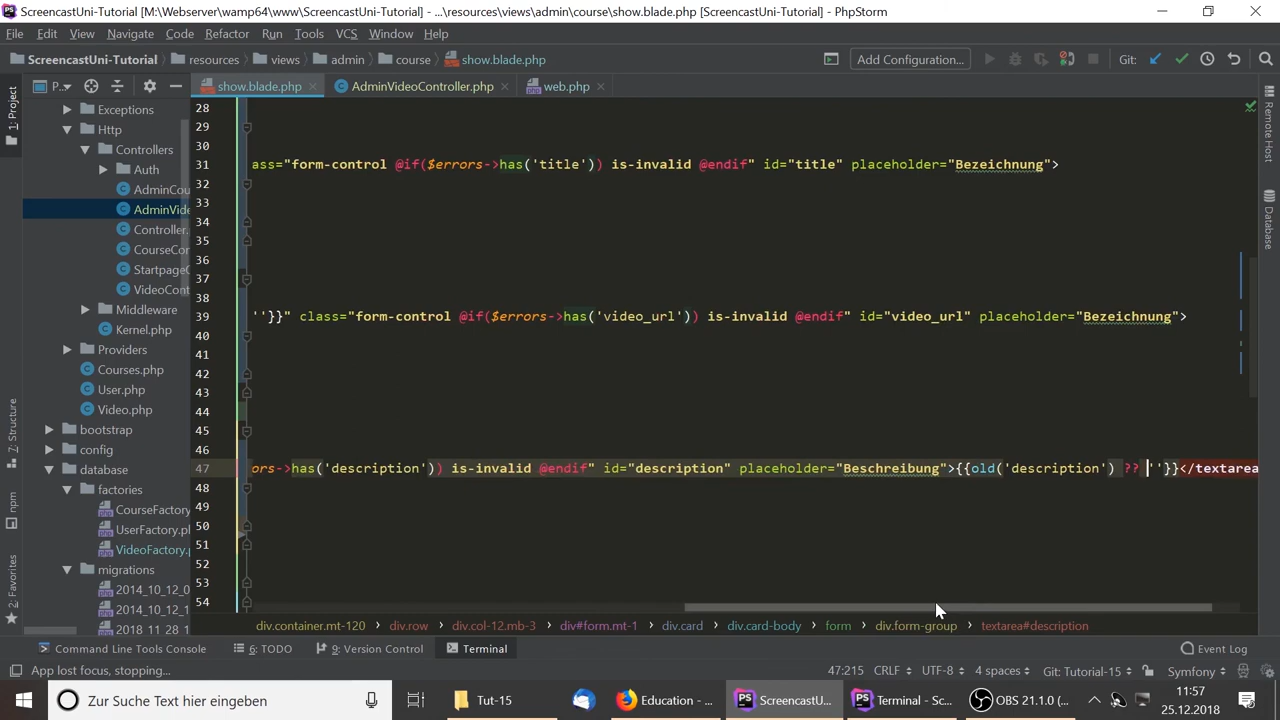 ScreencastUni-Tutorial [M:\Webserver\wamp64\www\ScreencastUni-Tutorial] - ...\resources\views\admin\course\show.blade.php [ScreencastUni-Tutorial] - PhpStorm
File Edit View Navigate Code Refactor Run Tools VCS Window Help
ScreencastUni-Tutorial resources views admin course show.blade.php Add Configuration... Git:
P.. show.blade.php AdminVideoController.php web.php
1: Project
7: Structure
npm
2: Favorites
Exceptions
Http
Controllers
Auth
AdminCou
AdminVide
Controller.
CourseCon
StartpageC
VideoCont
Middleware
Kernel.php
Providers
Courses.php
User.php
Video.php
bootstrap
config
database
factories
CourseFactory
UserFactory.pl
VideoFactory.
migrations
2014_10_12_0
2014_10_12_1
2018_11_28_1
28
29
30
31 ass="form-control @if($errors->has('title')) is-invalid @endif" id="title" placeholder="Bezeichnung">
32
33
34
35
36
37
38
39 ''}}" class="form-control @if($errors->has('video_url')) is-invalid @endif" id="video_url" placeholder="Bezeichnung">
40
41
42
43
44
45
46
47 ors->has('description')) is-invalid @endif" id="description" placeholder="Beschreibung">{{old('description') ?? ''}}</textarea
48
49
50
51
52
53
54
Remote Host
Database
div.container.mt-120 div.row div.col-12.mb-3 div#form.mt-1 div.card div.card-body form div.form-group textarea#description
Command Line Tools Console 6: TODO 9: Version Control Terminal Event Log
App lost focus, stopping... 47:215 CRLF UTF-8 4 spaces Git: Tutorial-15 Symfony
Zur Suche Text hier eingeben Tut-15 Education - ... ScreencastU... Terminal - Sc... OBS 21.1.0 (... 11:57
25.12.2018